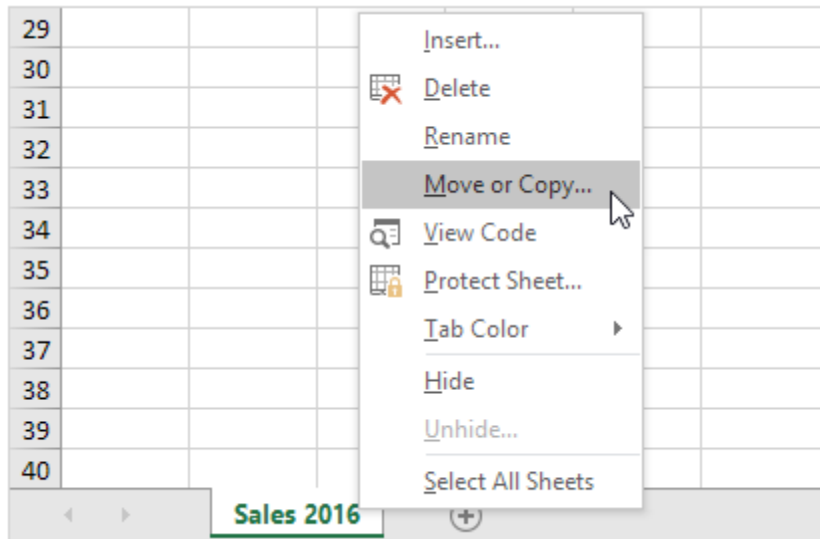 29
30
31
32
33
34
35
36
37
38
39
40
Insert...
Delete
Rename
Move or Copy...
View Code
Protect Sheet...
Tab Color
Hide
Unhide...
Select All Sheets
Sales 2016